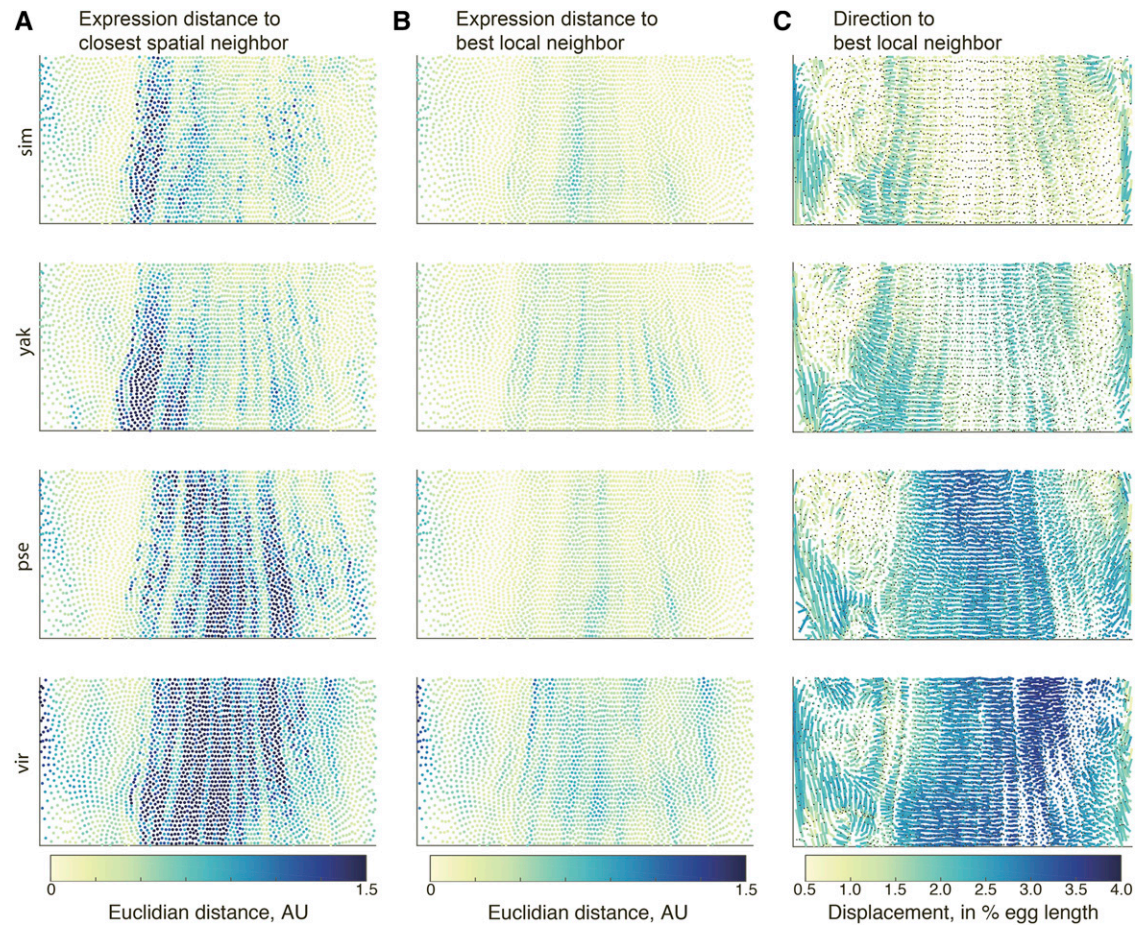 A
Expression distance to
closest spatial neighbor
B
Expression distance to
best local neighbor
C
Direction to
best local neighbor
sim
yak
pse
vir
0
1.5
Euclidian distance, AU
0
1.5
Euclidian distance, AU
0.5 1.0 1.5 2.0 2.5 3.0 3.5 4.0
Displacement, in % egg length